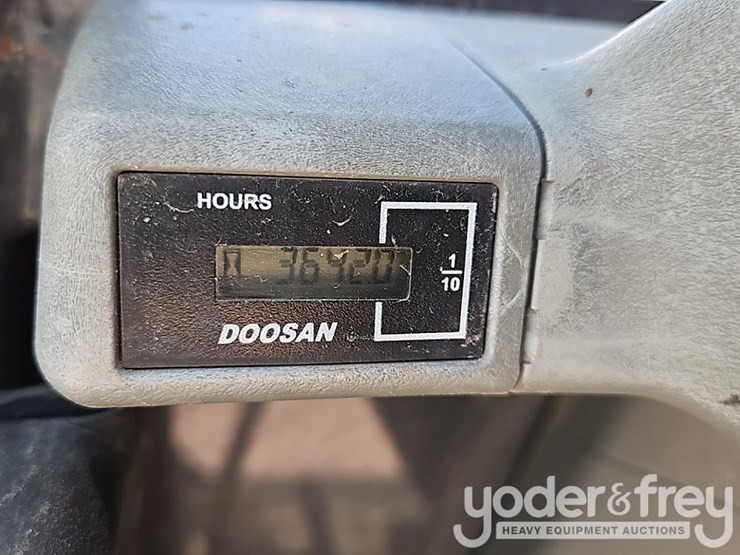 HOURS
36420
1
10
DOOSAN
yoder&frey
HEAVY EQUIPMENT AUCTIONS